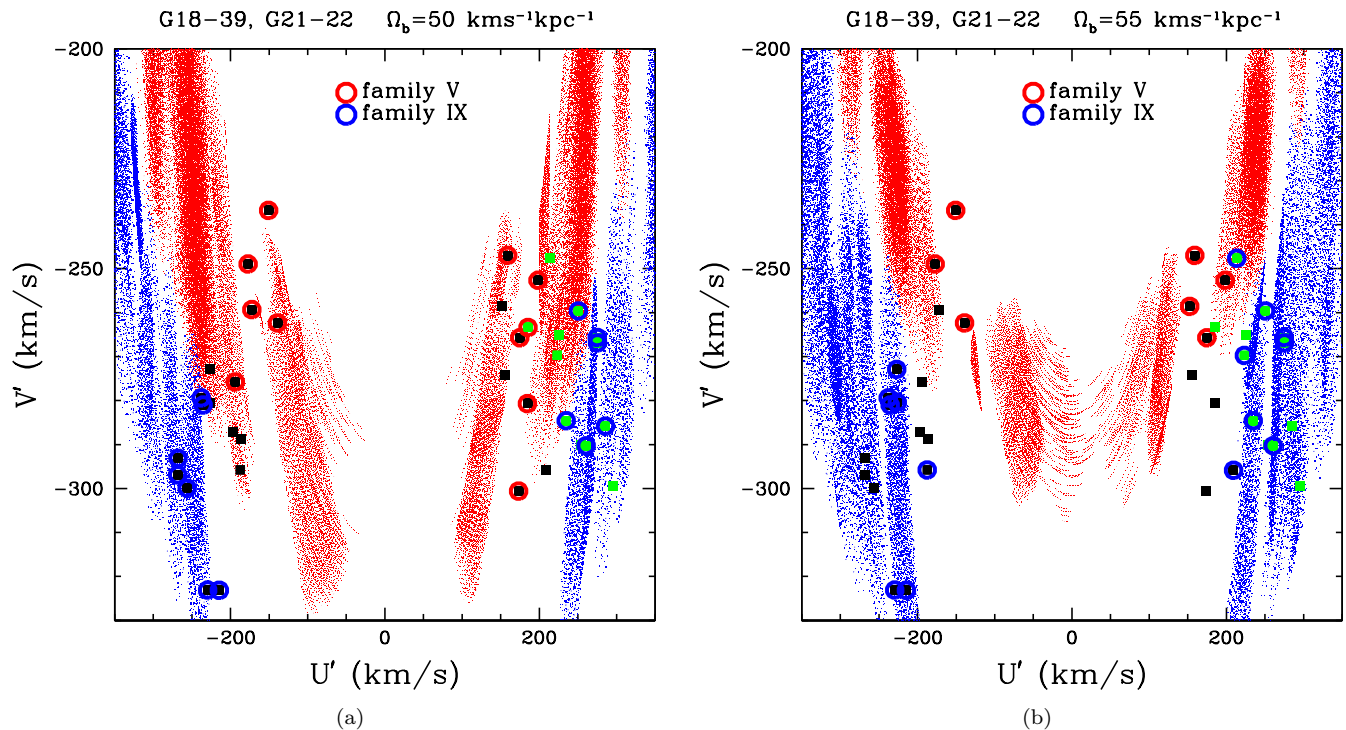 G18−39, G21−22 Ω_b=50 kms⁻¹kpc⁻¹
family V
family IX
−200
−250
−300
V′ (km/s)
−200 0 200
U′ (km/s)
(a)
G18−39, G21−22 Ω_b=55 kms⁻¹kpc⁻¹
family V
family IX
−200
−250
−300
V′ (km/s)
−200 0 200
U′ (km/s)
(b)